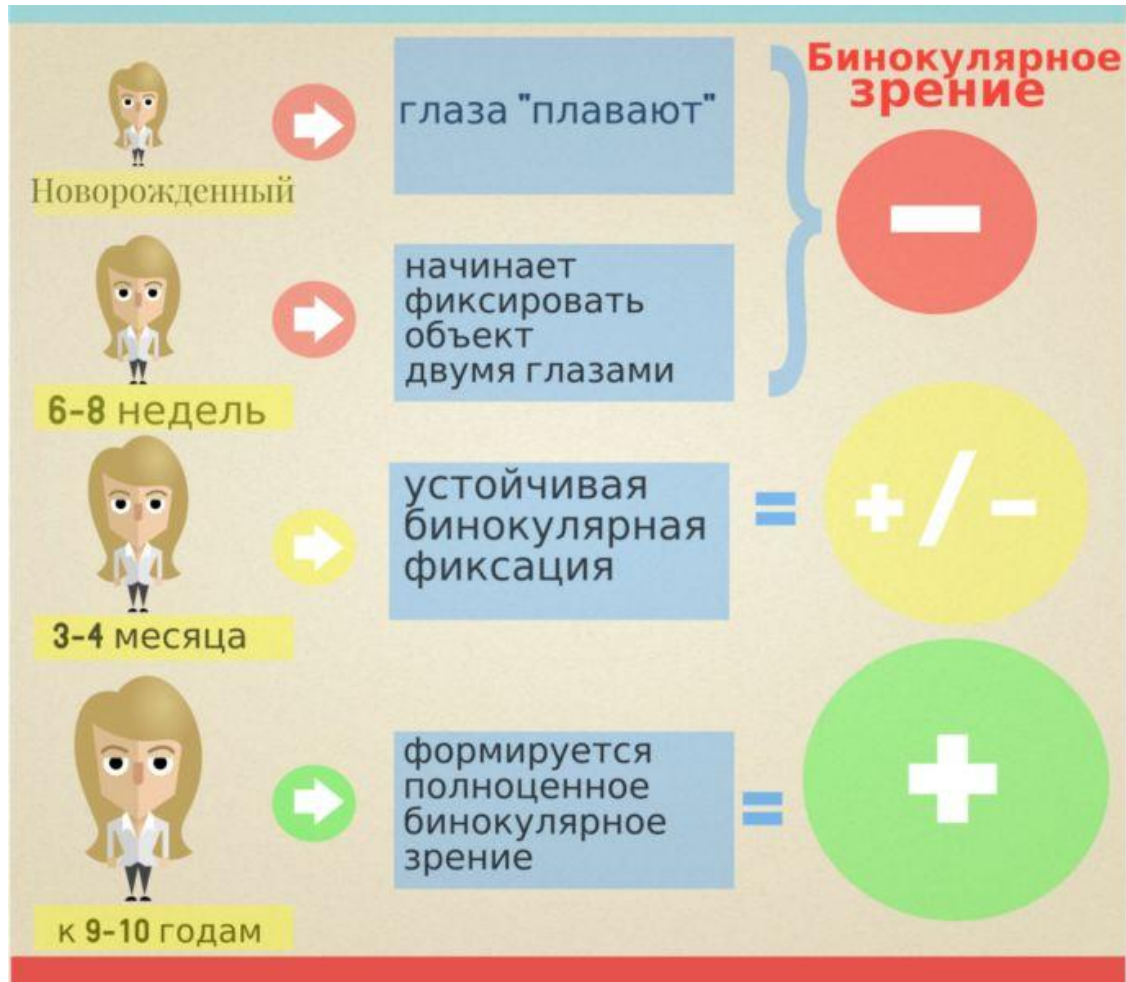 Бинокулярное
зрение
глаза "плавают"
Новорожденный
начинает
фиксировать
объект
двумя глазами
6-8 недель
устойчивая
бинокулярная
фиксация
= +/-
3-4 месяца
формируется
полноценное
бинокулярное
зрение
= +
к 9-10 годам